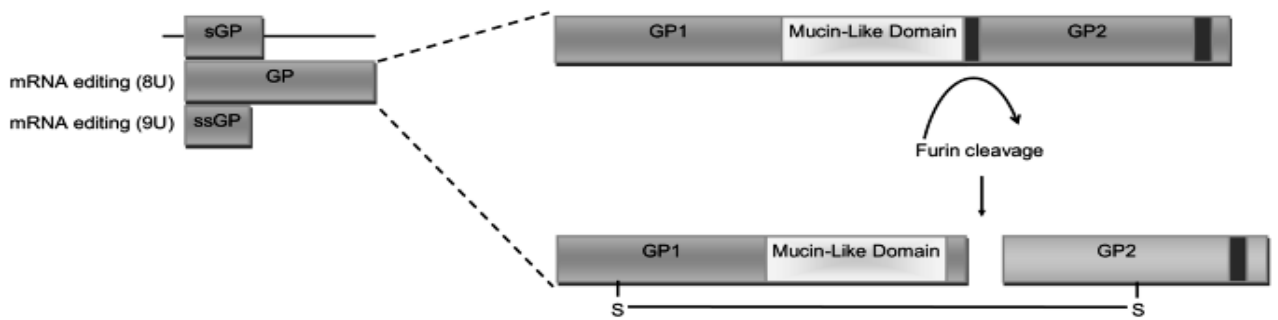 sGP
mRNA editing (8U) GP
mRNA editing (9U) ssGP
GP1 Mucin-Like Domain GP2
Furin cleavage
GP1 Mucin-Like Domain GP2
S S